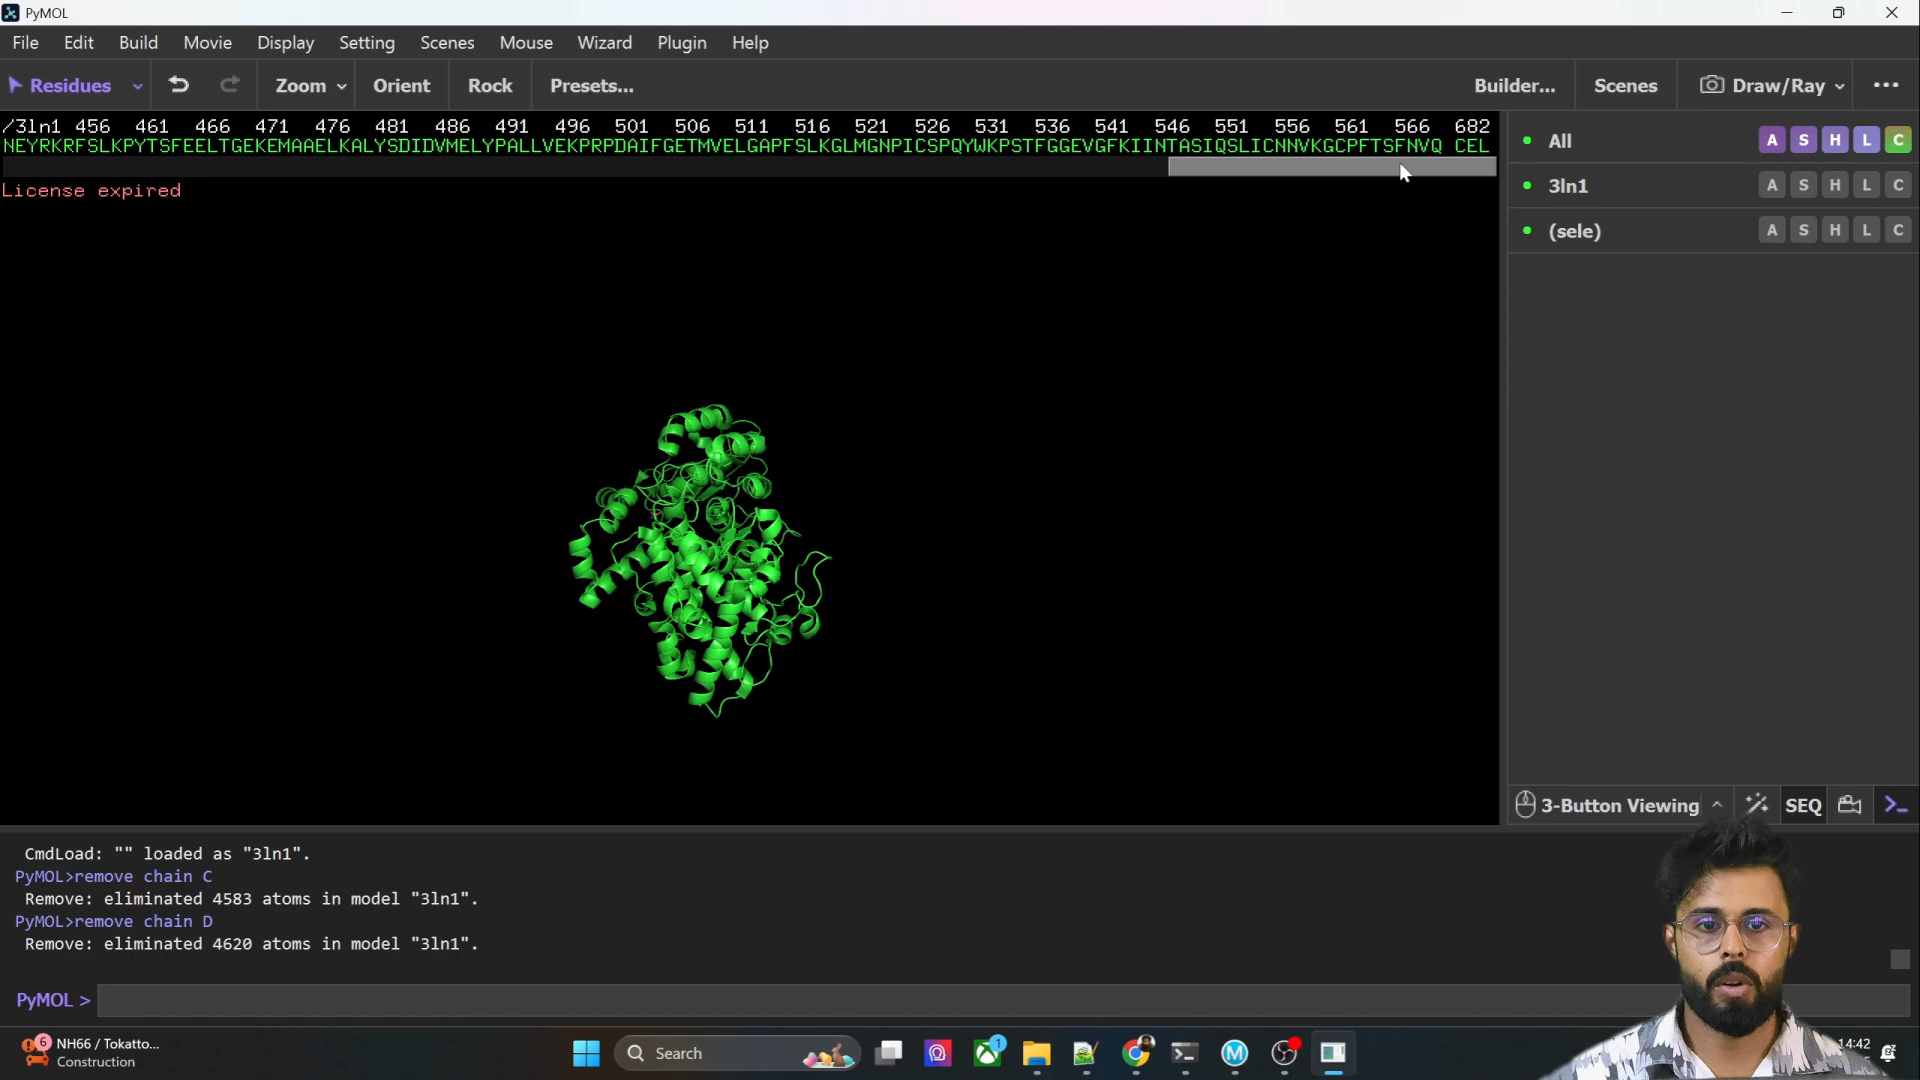 PyMOL
File Edit Build Movie Display Setting Scenes Mouse Wizard Plugin Help
Residues Zoom Orient Rock Presets... Builder... Scenes Draw/Ray
/3ln1 456 461 466 471 476 481 486 491 496 501 506 511 516 521 526 531 536 541 546 551 556 561 566 682
NEYRKRFSLKPYTSFEELTGEKEMAAELKALYSDIDVMELYPALLVEKPRPDAIFGETMVELGAPFSLKGLMGNPICSPQYWKPSTFGGEVGFKIINTASIQSLICNNVKGCPFTSFNVQ CEL
License expired
All A S H L C
3ln1 A S H L C
(sele) A S H L C
3-Button Viewing SEQ
CmdLoad: "" loaded as "3ln1".
PyMOL>remove chain C
Remove: eliminated 4583 atoms in model "3ln1".
PyMOL>remove chain D
Remove: eliminated 4620 atoms in model "3ln1".
PyMOL >
6 NH66 / Tokatto...
Construction
Search
1
14:42